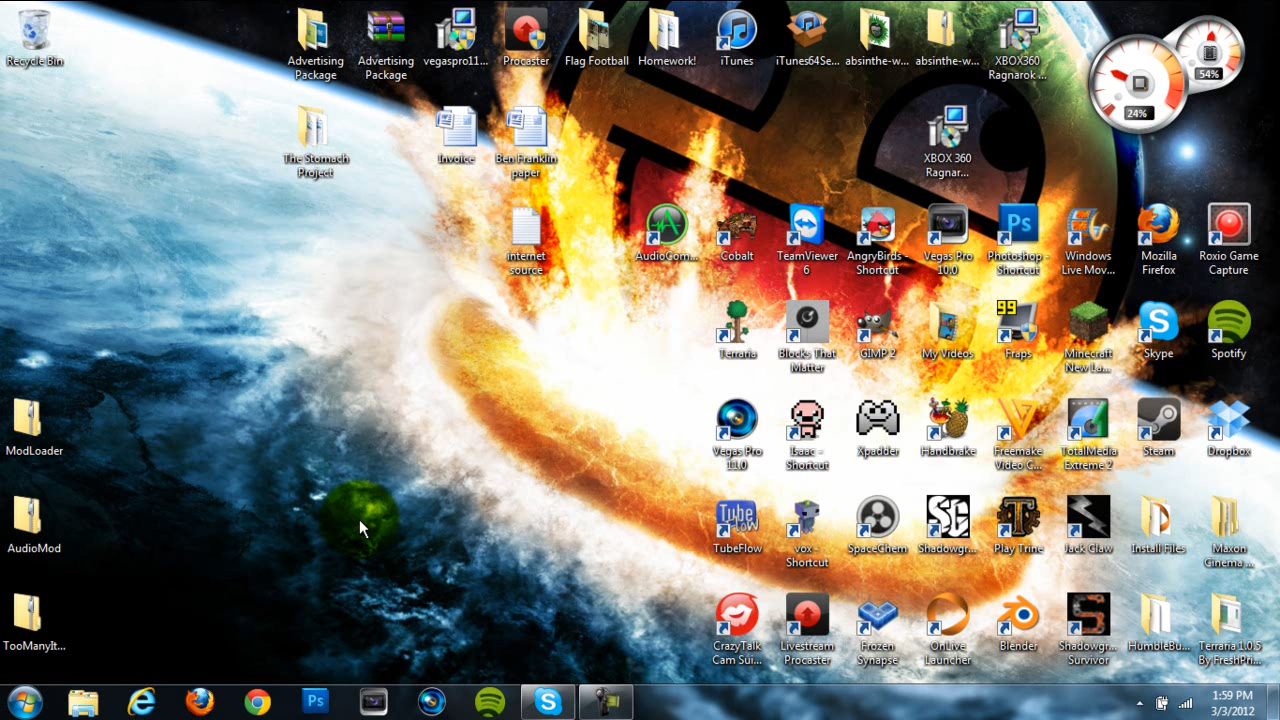 Recycle Bin
Advertising
Package
Advertising
Package
vegaspro11...
Procaster
Flag Football
Homework!
iTunes
iTunes64Se...
absinthe-w...
absinthe-w...
XBOX360
Ragnarok ...
54%
24%
The Stomach
Project
Invoice
Ben Franklin
paper
XBOX 360
Ragnar...
internet
source
AudioCom...
Cobalt
TeamViewer
6
AngryBirds -
Shortcut
Vegas Pro
10.0
Ps
Photoshop -
Shortcut
Windows
Live Mov...
Mozilla
Firefox
Roxio Game
Capture
Terraria
Blocks That
Matter
GIMP 2
My Videos
99
Fraps
Minecraft
New La...
Skype
Spotify
ModLoader
Vegas Pro
11.0
Isaac -
Shortcut
Xpadder
Handbrake
Freemake
Video C...
TotalMedia
Extreme 2
Steam
Dropbox
AudioMod
Tube
flow
TubeFlow
vox -
Shortcut
SpaceChem
SG
Shadowgr...
Play Trine
Jack Claw
Install Files
Maxon
Cinema ...
TooManyIt...
CrazyTalk
Cam Sui...
Livestream
Procaster
Frozen
Synapse
OnLive
Launcher
Blender
Shadowgr...
Survivor
HumbleBu...
Terraria 1.0.5
By FreshPri...
Ps
1:59 PM
3/3/2012